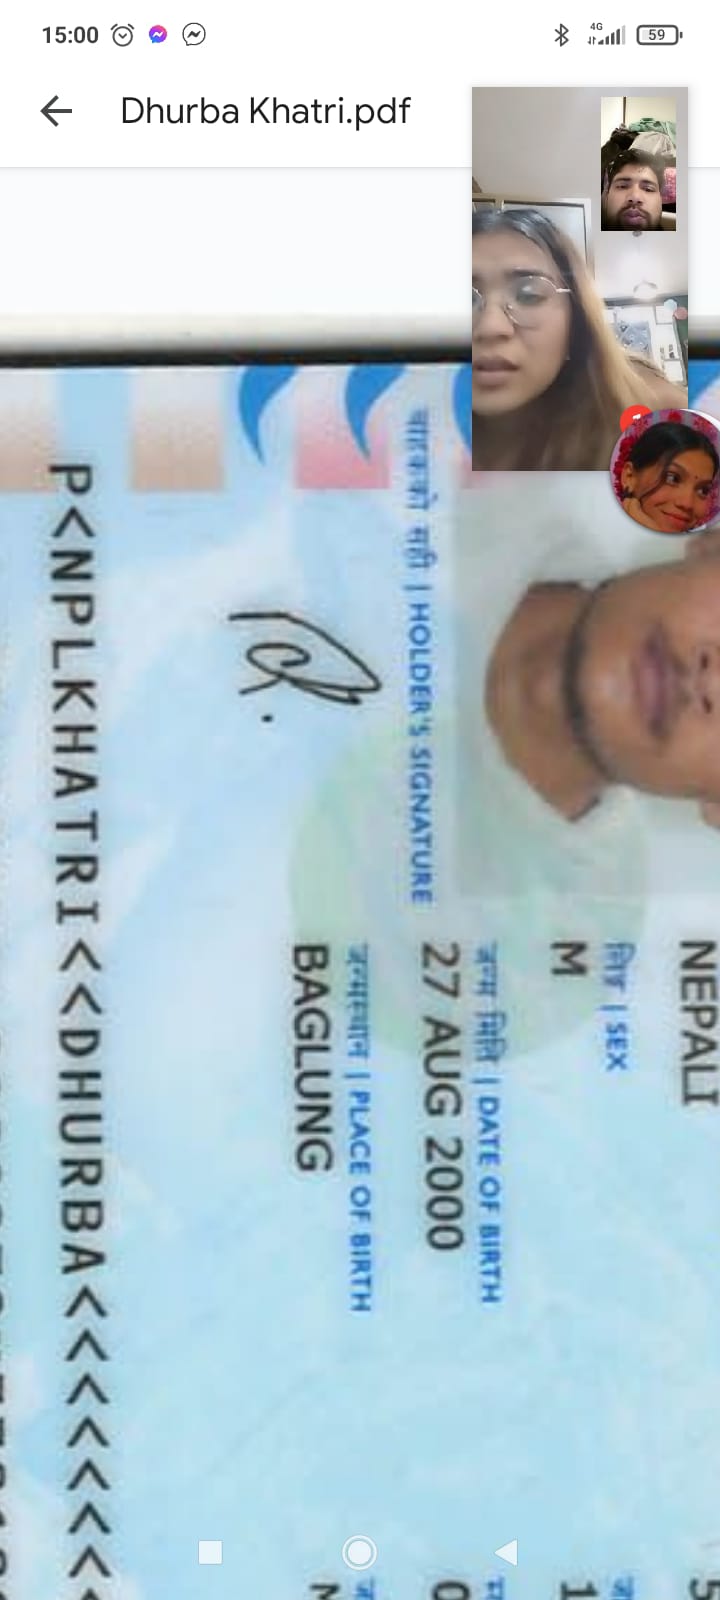 15:00
4G
59
Dhurba Khatri.pdf
NEPALI
लिङ्ग | SEX
M
जन्म मिति | DATE OF BIRTH
27 AUG 2000
वाहकको सही | HOLDER'S SIGNATURE
जन्मस्थान | PLACE OF BIRTH
BAGLUNG
P<NPLKHATRI<<DHURBA<<<<<<<<